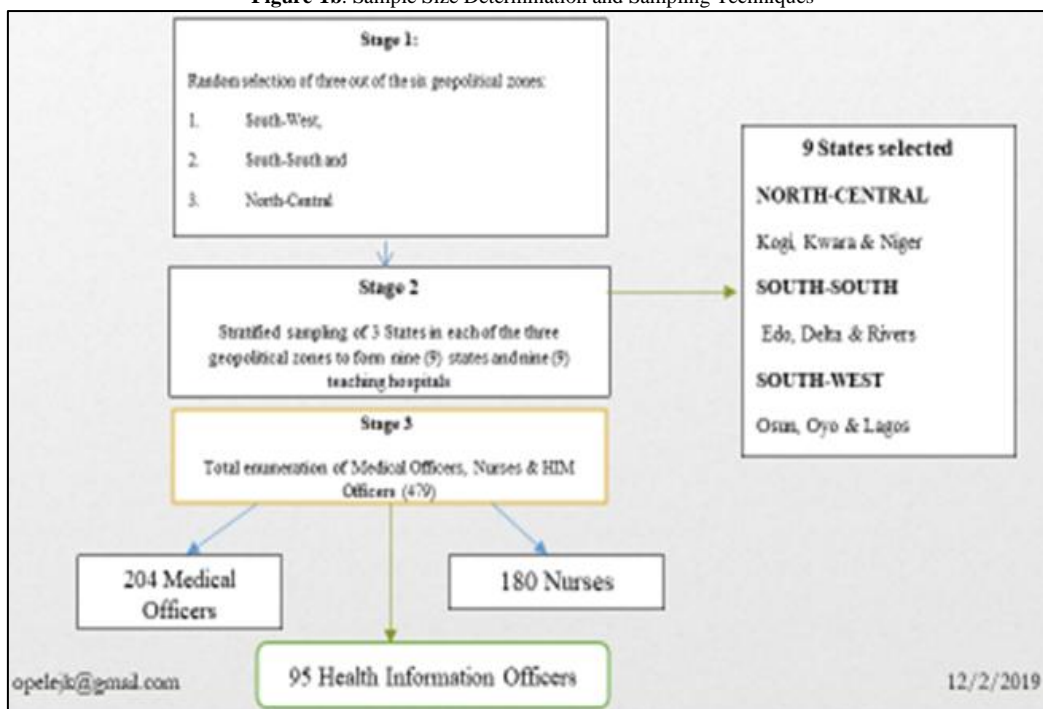 Figure 1b: Sample Size Determination and Sampling Techniques
Stage 1:
Random selection of three out of the six geopolitical zones:
1. South-West,
2. South-South and
3. North-Central
Stage 2
Stratified sampling of 3 States in each of the three
geopolitical zones to form nine (9) states and nine (9)
teaching hospitals
9 States selected
NORTH-CENTRAL
Kogi, Kwara & Niger
SOUTH-SOUTH
Edo, Delta & Rivers
SOUTH-WEST
Osun, Oyo & Lagos
Stage 3
Total enumeration of Medical Officers, Nurses & HIM
Officers (479)
204 Medical
Officers
180 Nurses
95 Health Information Officers
opelejk@gmail.com
12/2/2019